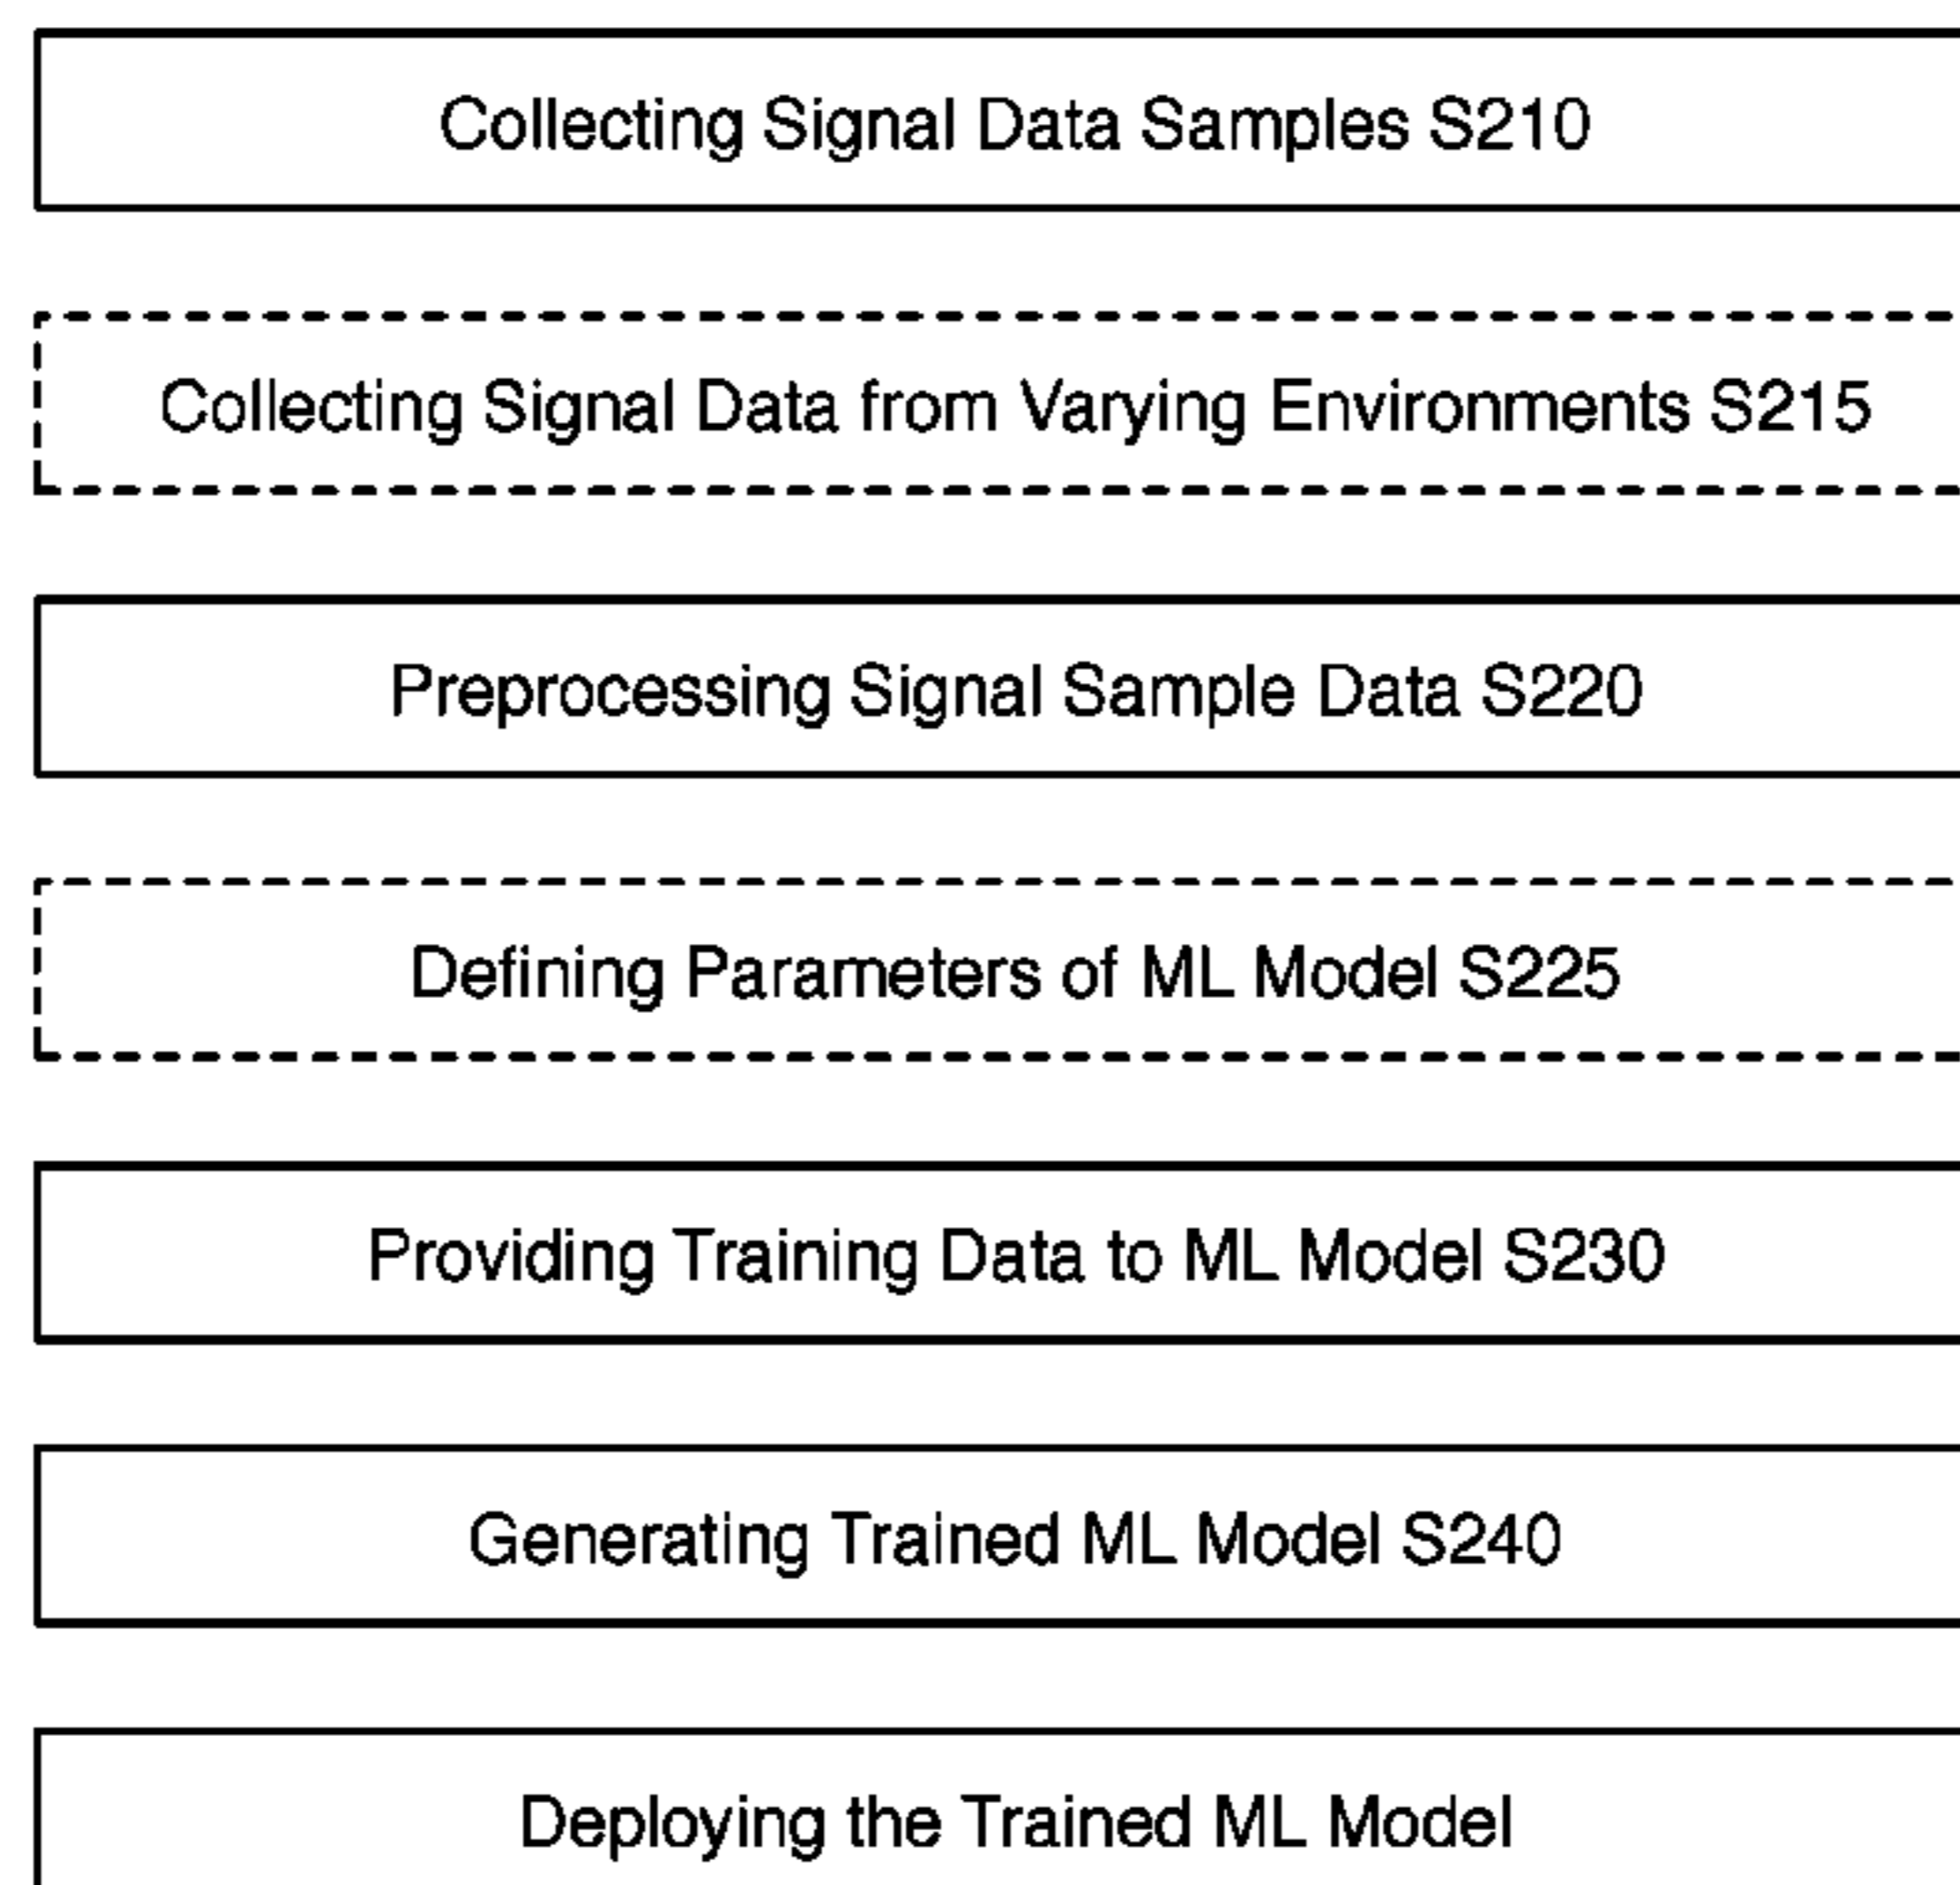 Collecting Signal Data Samples S210
Collecting Signal Data from Varying Environments S215
Preprocessing Signal Sample Data S220
Defining Parameters of ML Model S225
Providing Training Data to ML Model S230
Generating Trained ML Model S240
Deploying the Trained ML Model